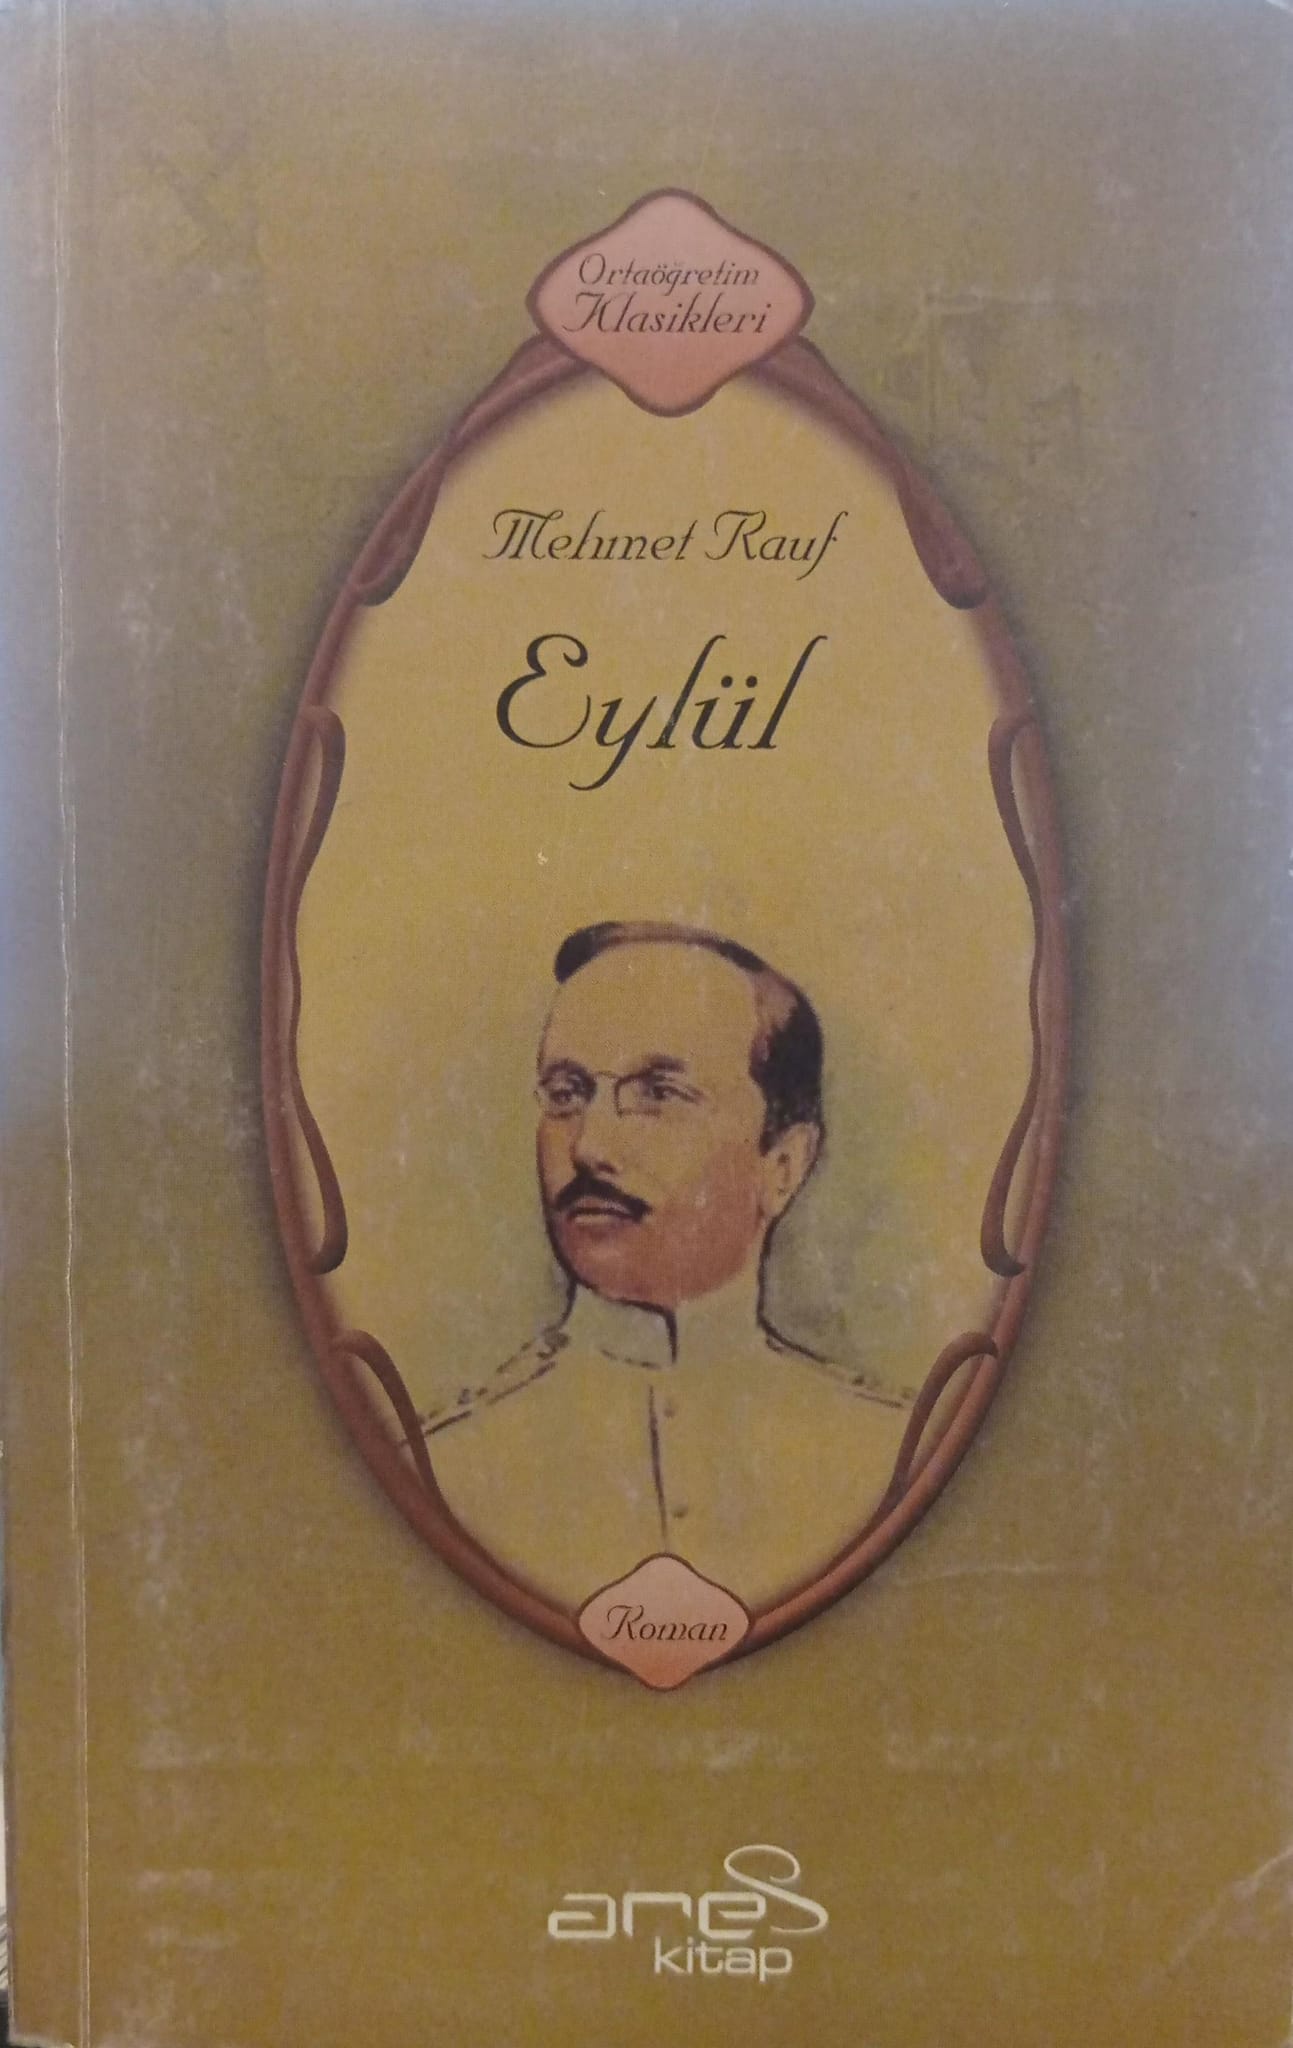 Ortaöğretim
Klasikleri
Mehmet Rauf
Eylül
Roman
ares
kitap